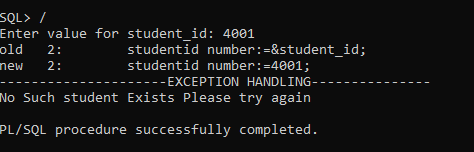 SQL> /
Enter value for student_id: 4001
old   2:        studentid number:=&student_id;
new   2:        studentid number:=4001;
---------------------EXCEPTION HANDLING---------------
No Such student Exists Please try again
PL/SQL procedure successfully completed.